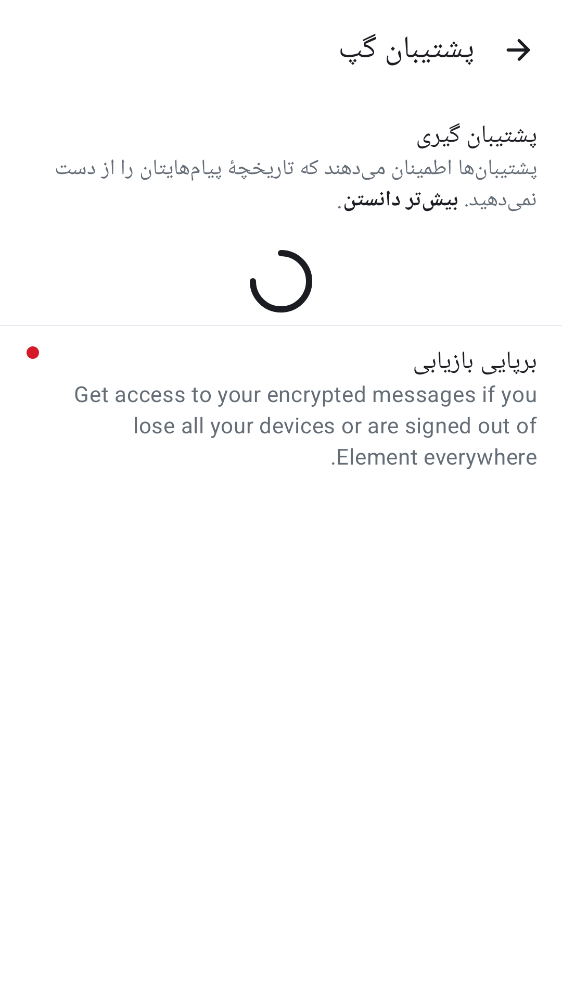 پشتیبان گپ
پشتیبان گیری
پشتیبان‌ها اطمینان می‌دهند که تاریخچهٔ پیام‌هایتان را از دست
نمی‌دهید. بیش‌تر دانستن.
برپایی بازیابی
Get access to your encrypted messages if you
lose all your devices or are signed out of
Element everywhere.